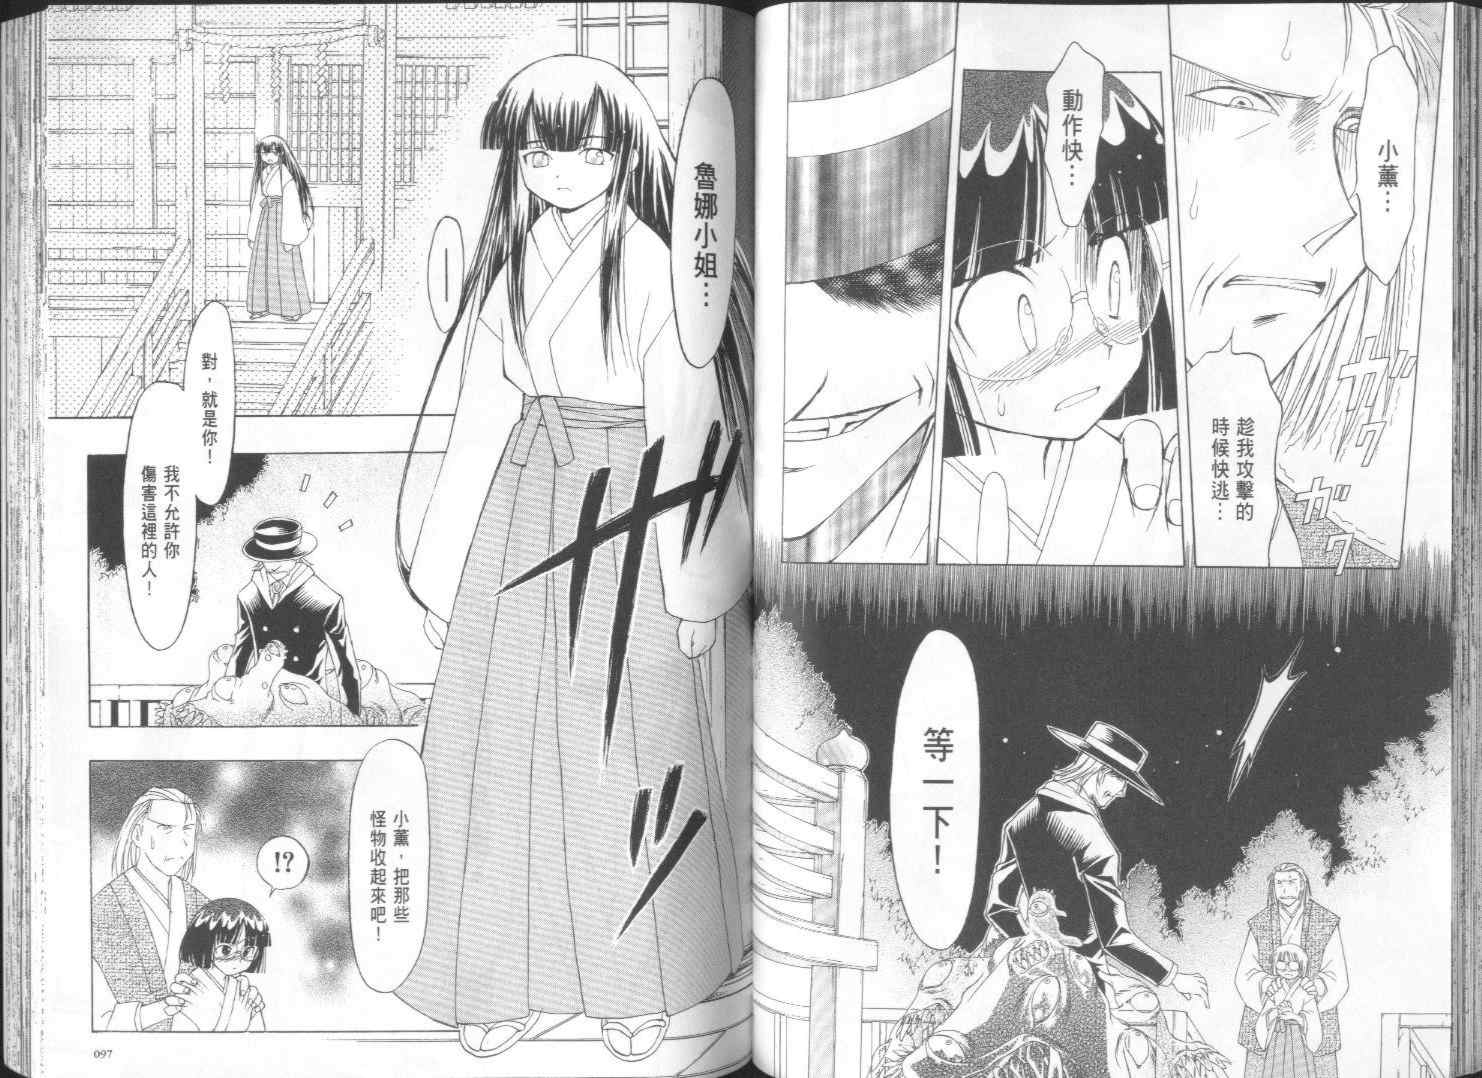 小薰…
趁我攻擊的
時候快逃…
動作快…
ガク
ガク
等一下！
魯娜小姐…
—
ザッ
對，就是你！
我不允許你
傷害這裡的人！
小薰，把那些
怪物收起來吧！
!?
097